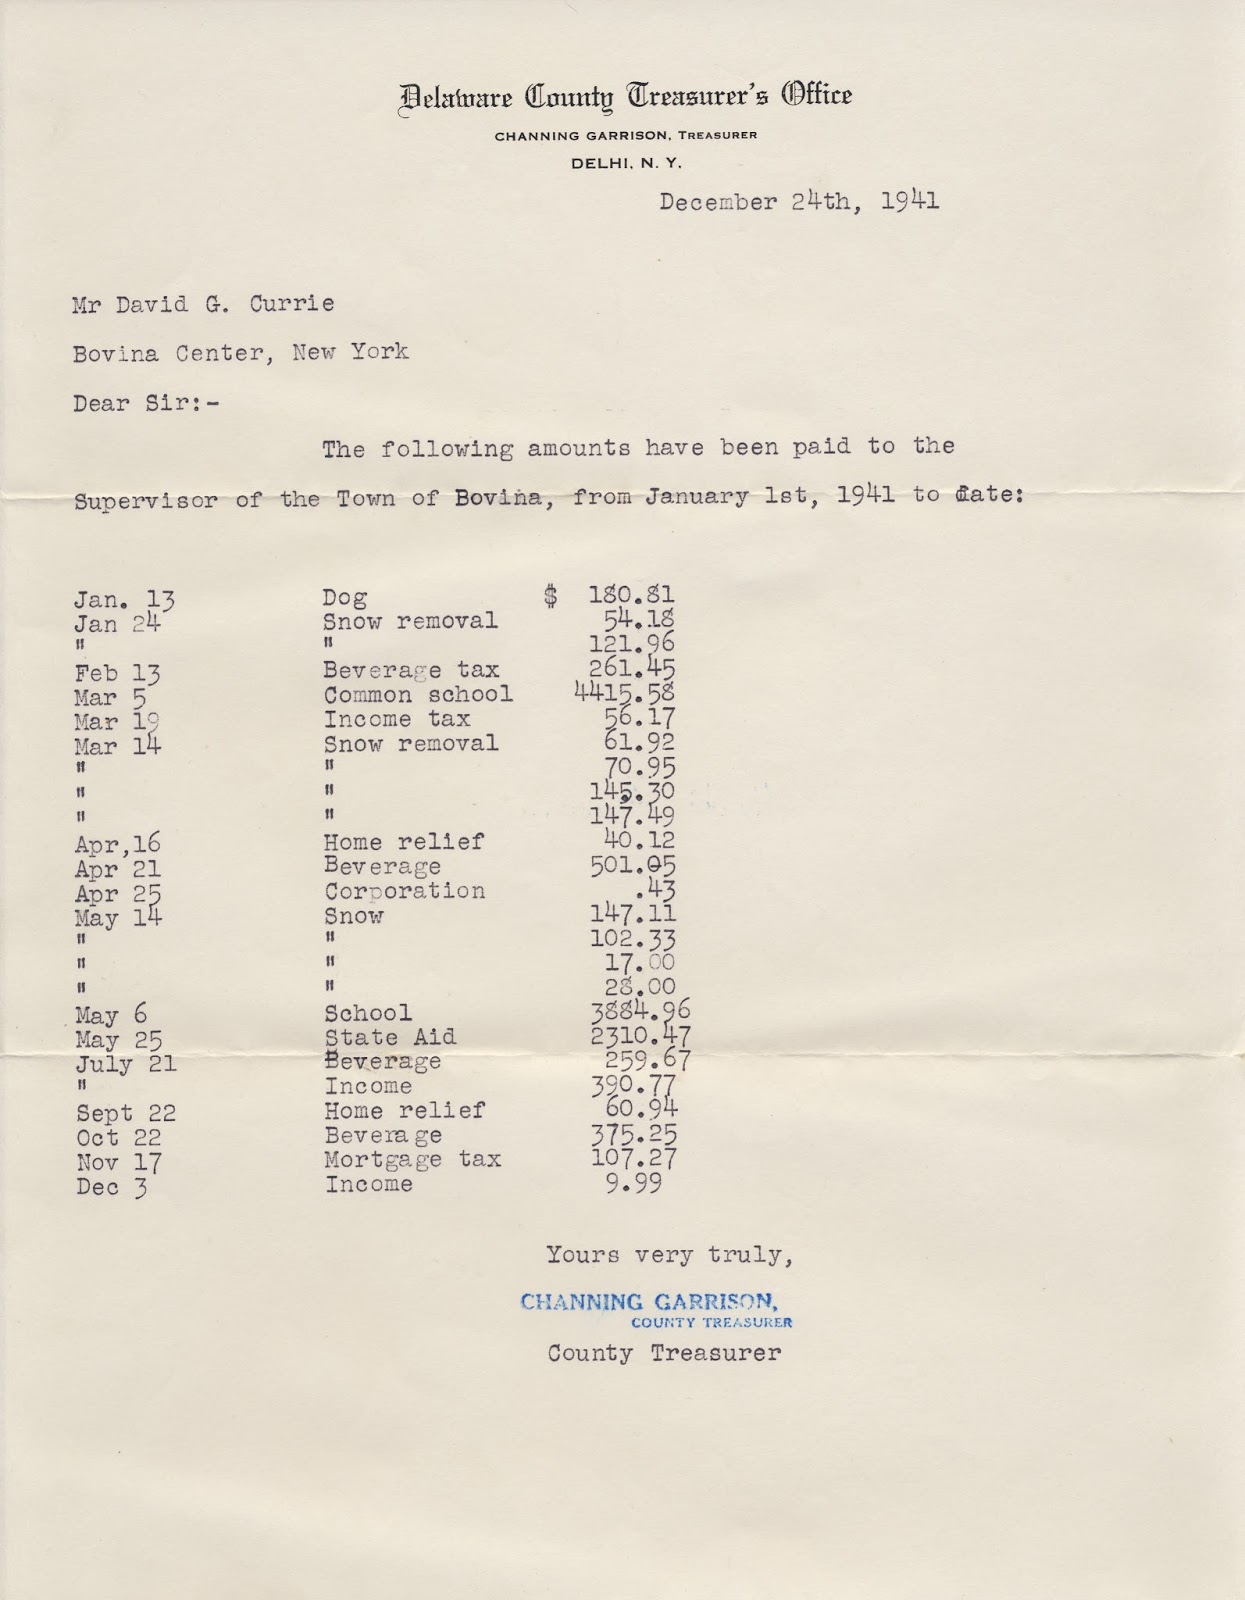 Delaware County Treasurer's Office
CHANNING GARRISON, TREASURER
DELHI, N. Y.
December 24th, 1941
Mr David G. Currie
Bovina Center, New York
Dear Sir:-
The following amounts have been paid to the
Supervisor of the Town of Bovina, from January 1st, 1941 to date:
Jan. 13 Dog $ 180.81
Jan 24 Snow removal 54.18
" " 121.96
Feb 13 Beverage tax 261.45
Mar 5 Common school 4415.58
Mar 19 Income tax 56.17
Mar 14 Snow removal 61.92
" " 70.95
" " 145.30
" " 147.49
Apr,16 Home relief 40.12
Apr 21 Beverage 501.05
Apr 25 Corporation .43
May 14 Snow 147.11
" " 102.33
" " 17.00
" " 28.00
May 6 School 3884.96
May 25 State Aid 2310.47
July 21 Beverage 259.67
" Income 390.77
Sept 22 Home relief 60.94
Oct 22 Beverage 375.25
Nov 17 Mortgage tax 107.27
Dec 3 Income 9.99
Yours very truly,
CHANNING GARRISON,
COUNTY TREASURER
County Treasurer